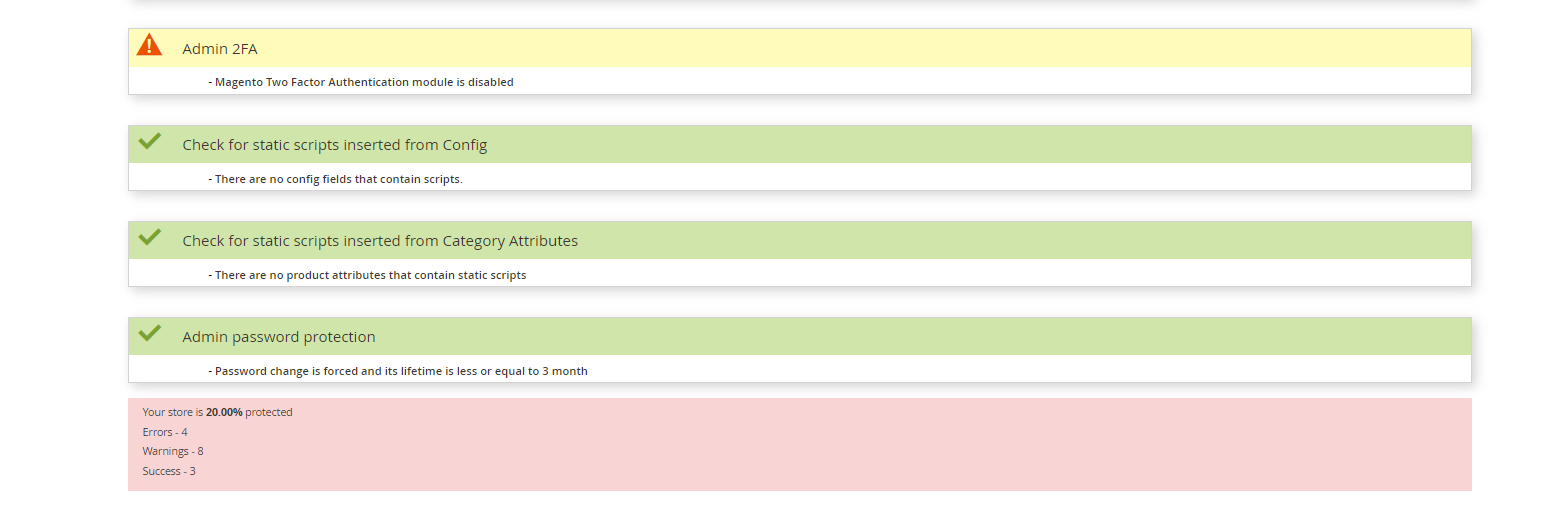 Admin 2FA
- Magento Two Factor Authentication module is disabled
Check for static scripts inserted from Config
- There are no config fields that contain scripts.
Check for static scripts inserted from Category Attributes
- There are no product attributes that contain static scripts
Admin password protection
- Password change is forced and its lifetime is less or equal to 3 month
Your store is 20.00% protected
Errors - 4
Warnings - 8
Success - 3